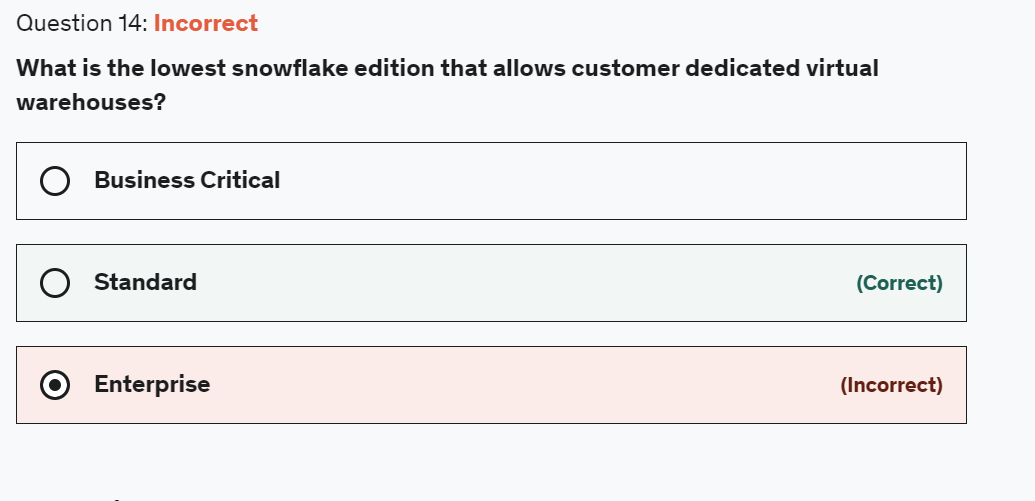 Question 14: Incorrect
What is the lowest snowflake edition that allows customer dedicated virtual
warehouses?
Business Critical
Standard (Correct)
Enterprise (Incorrect)